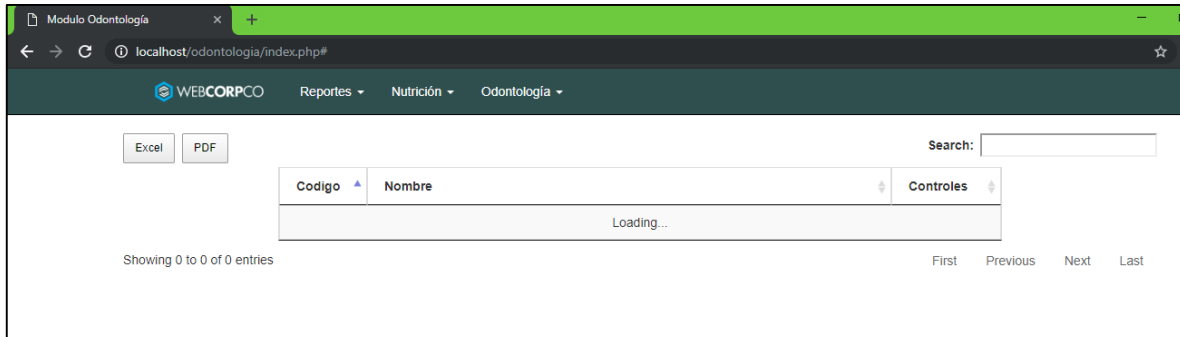 Modulo Odontología
localhost/odontologia/index.php#
WEBCORPCO Reportes Nutrición Odontología
Excel PDF Search:
Codigo Nombre Controles
Loading...
Showing 0 to 0 of 0 entries First Previous Next Last